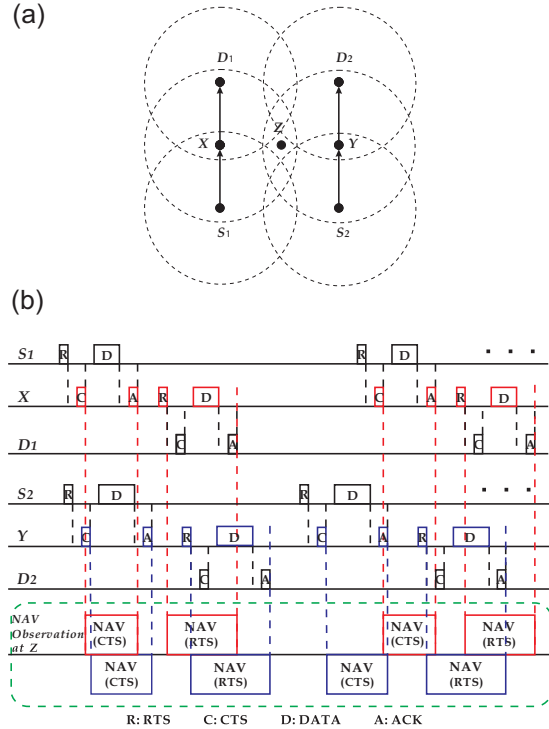 (a)
D1 D2
Z
X Y
S1 S2
(b)
S1 R D R D . . .
X C A R D C A R D
D1 C A C A
S2 R D R D . . .
Y C A R D C A R D
D2 C A C A
NAV
Observation
at Z
NAV (CTS) NAV (RTS) NAV (CTS) NAV (RTS)
NAV (CTS) NAV (RTS) NAV (CTS) NAV (RTS)
R: RTS C: CTS D: DATA A: ACK